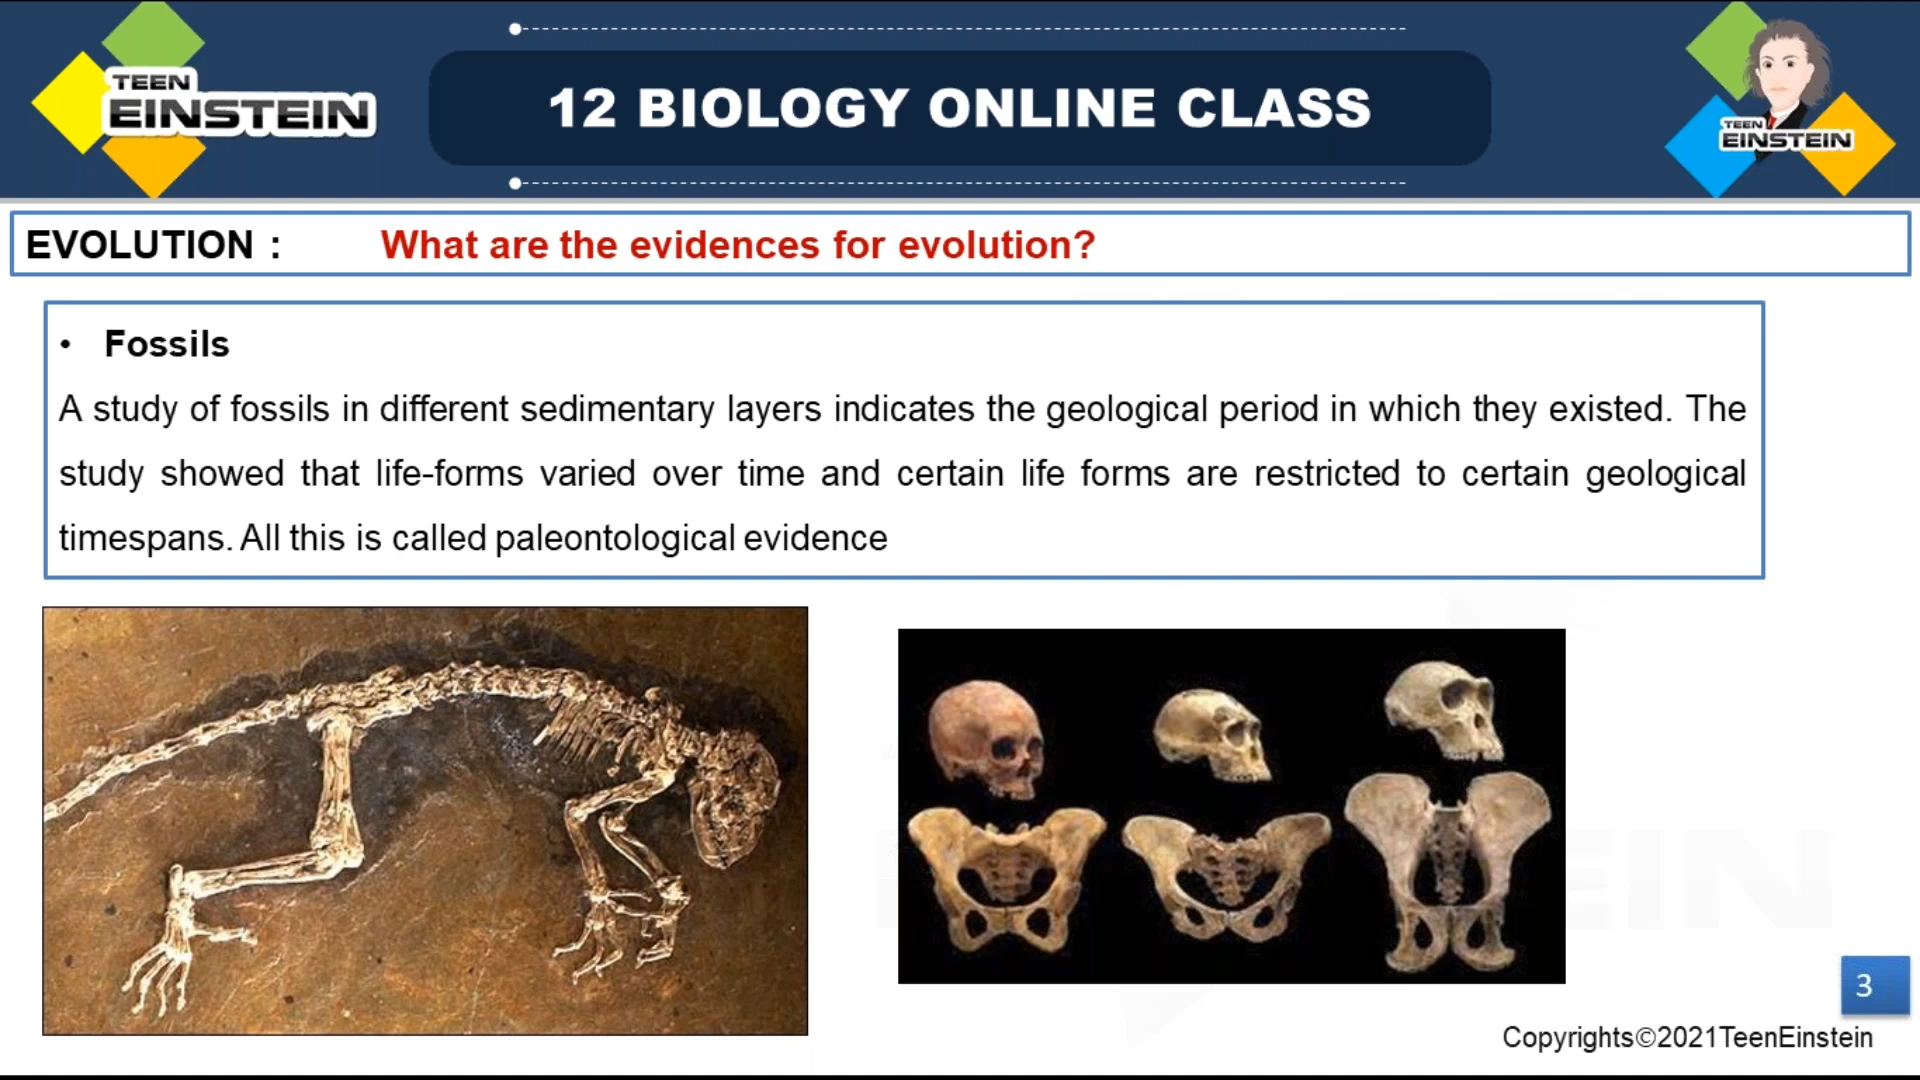 TEEN
EINSTEIN
12 BIOLOGY ONLINE CLASS
TEEN
EINSTEIN
EVOLUTION : What are the evidences for evolution?
• Fossils
A study of fossils in different sedimentary layers indicates the geological period in which they existed. The
study showed that life-forms varied over time and certain life forms are restricted to certain geological
timespans. All this is called paleontological evidence
3
Copyrights©2021TeenEinstein